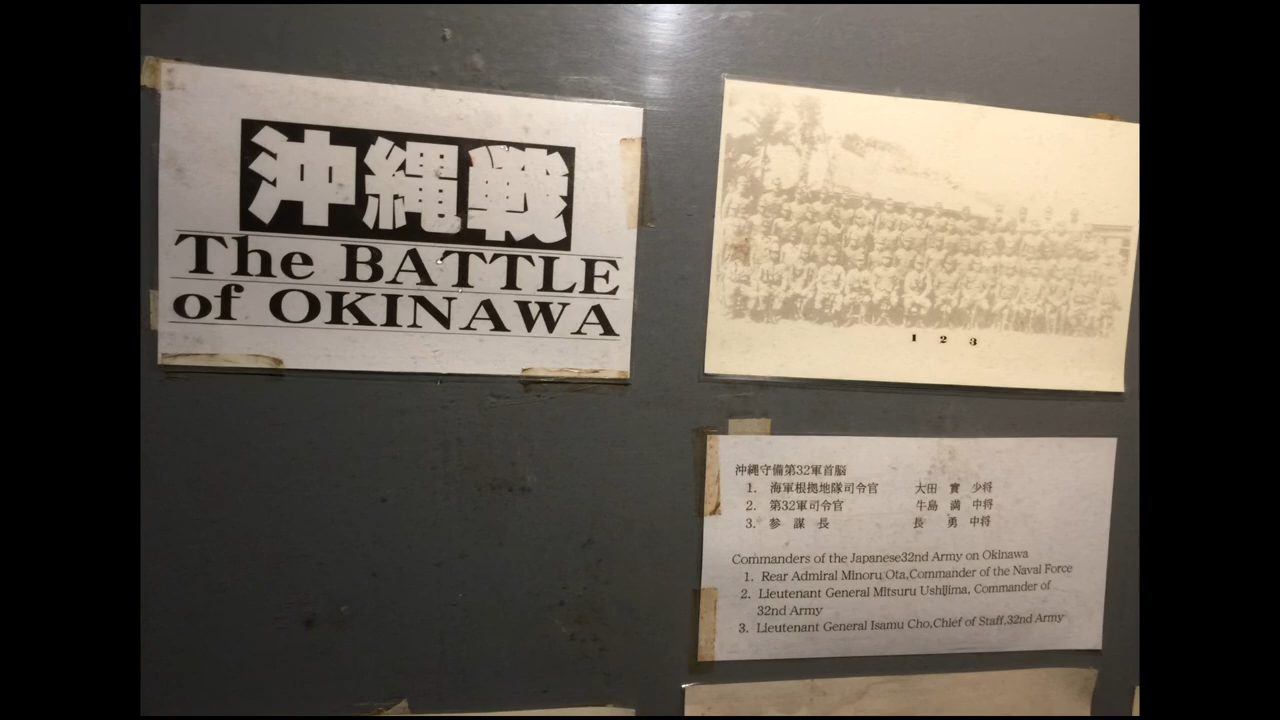 沖縄戦
The BATTLE
of OKINAWA
1 2 3
沖縄守備第32軍首脳
1. 海軍根拠地隊司令官 大田 實 少将
2. 第32軍司令官 牛島 満 中将
3. 参 謀 長 長 勇 中将
Commanders of the Japanese32nd Army on Okinawa
1. Rear Admiral Minoru Ota,Commander of the Naval Force
2. Lieutenant General Mitsuru Ushijima, Commander of
32nd Army
3. Lieutenant General Isamu Cho,Chief of Staff,32nd Army